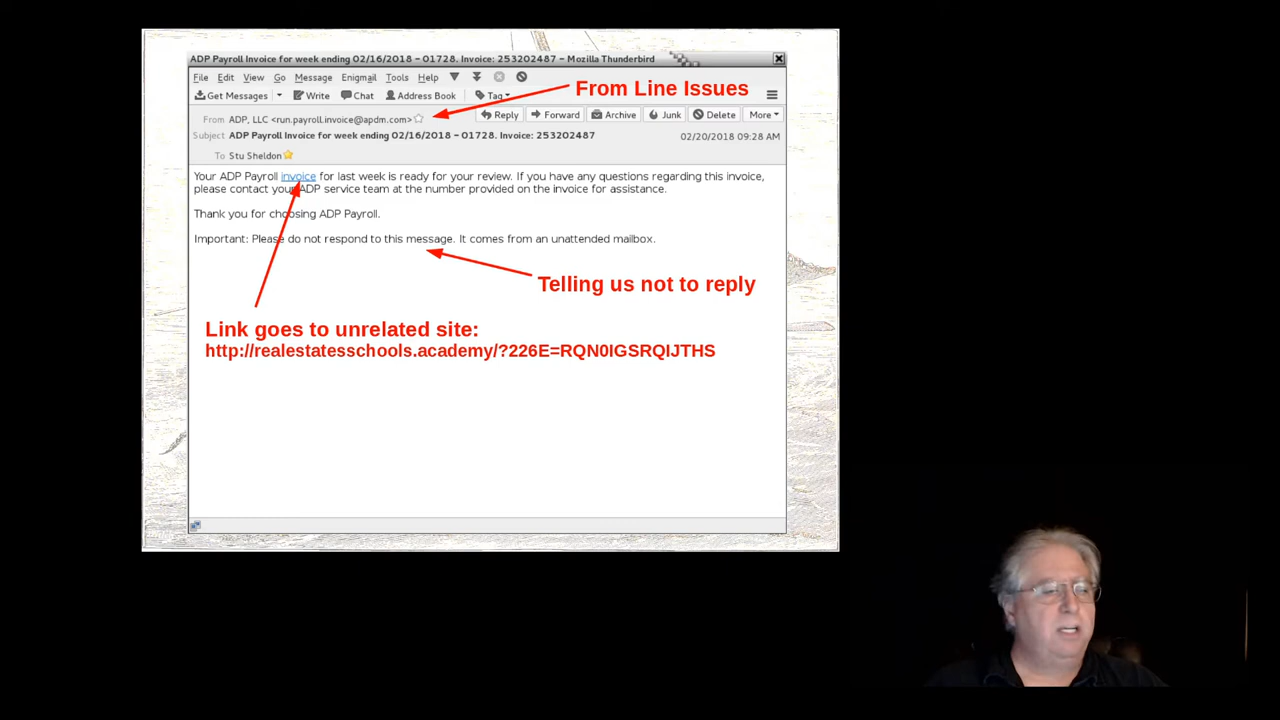 ADP Payroll Invoice for week ending 02/16/2018 – 01728. Invoice: 253202487 – Mozilla Thunderbird
File Edit View Go Message Enigmail Tools Help
Get Messages Write Chat Address Book Tag
From Line Issues
From ADP, LLC <run.payroll.invoice@apdm.com>
Reply Forward Archive Junk Delete More
Subject ADP Payroll Invoice for week ending 02/16/2018 – 01728. Invoice: 253202487
02/20/2018 09:28 AM
To Stu Sheldon
Your ADP Payroll invoice for last week is ready for your review. If you have any questions regarding this invoice,
please contact your ADP service team at the number provided on the invoice for assistance.
Thank you for choosing ADP Payroll.
Important: Please do not respond to this message. It comes from an unattended mailbox.
Telling us not to reply
Link goes to unrelated site:
http://realestatesschools.academy/?226E=RQN0IGSRQIJTHS